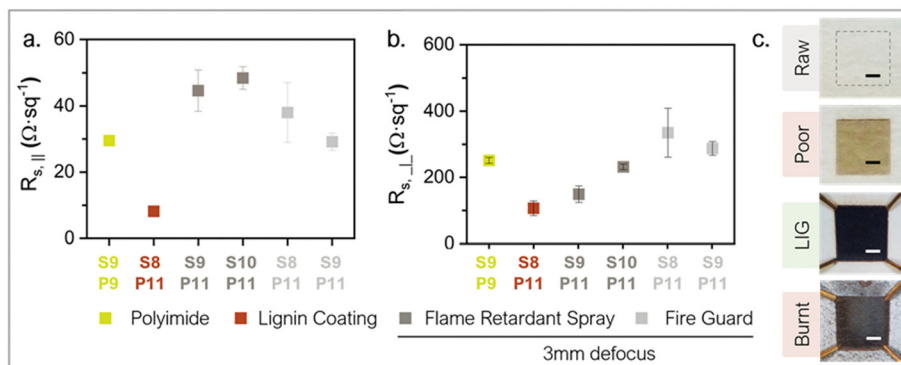 a.
60
40
20
0
R_s,|| (Ω·sq⁻¹)
S9 S8 S9 S10 S8 S9
P9 P11 P11 P11 P11 P11
b.
600
400
200
0
R_s,_|_ (Ω·sq⁻¹)
S9 S8 S9 S10 S8 S9
P9 P11 P11 P11 P11 P11
Polyimide Lignin Coating Flame Retardant Spray Fire Guard
3mm defocus
c.
Raw
Poor
LIG
Burnt